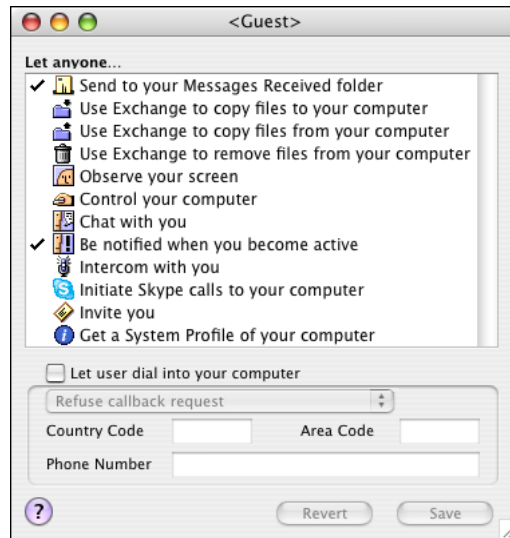 <Guest>
Let anyone...
Send to your Messages Received folder
Use Exchange to copy files to your computer
Use Exchange to copy files from your computer
Use Exchange to remove files from your computer
Observe your screen
Control your computer
Chat with you
Be notified when you become active
Intercom with you
Initiate Skype calls to your computer
Invite you
Get a System Profile of your computer
Let user dial into your computer
Refuse callback request
Country Code Area Code
Phone Number
? Revert Save